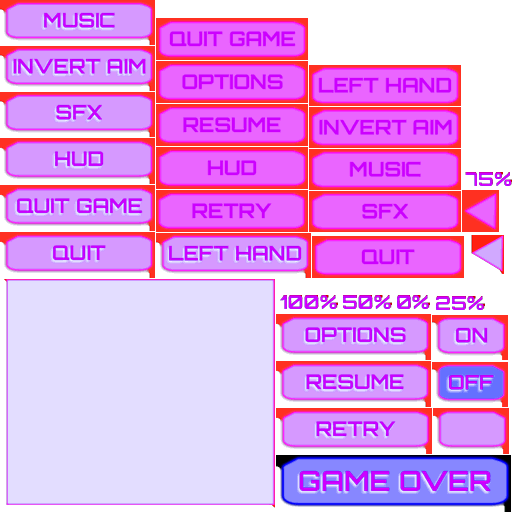 MUSIC
INVERT AIM
SFX
HUD
QUIT GAME
QUIT
QUIT GAME
OPTIONS
RESUME
HUD
RETRY
LEFT HAND
LEFT HAND
INVERT AIM
MUSIC
SFX
QUIT
75%
100% 50% 0% 25%
OPTIONS
ON
RESUME
OFF
RETRY
GAME OVER